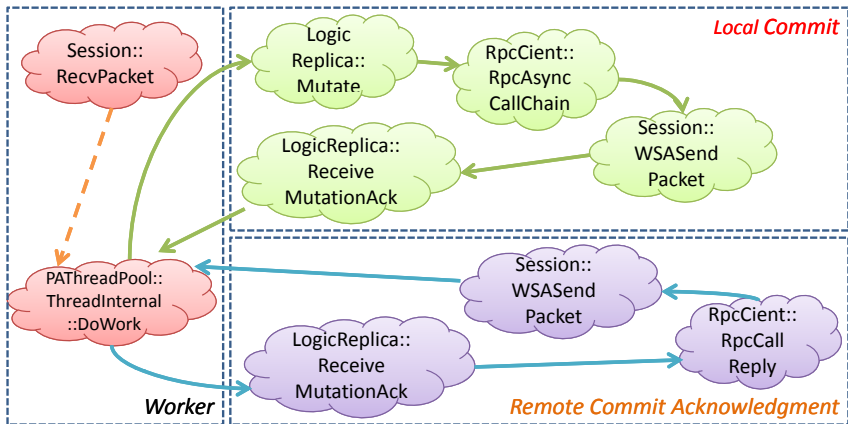 Session::
RecvPacket
Logic
Replica::
Mutate
RpcCient::
RpcAsync
CallChain
Local Commit
Session::
WSASend
Packet
LogicReplica::
Receive
MutationAck
PAThreadPool::
ThreadInternal
::DoWork
Session::
WSASend
Packet
RpcCient::
RpcCall
Reply
LogicReplica::
Receive
MutationAck
Worker
Remote Commit Acknowledgment